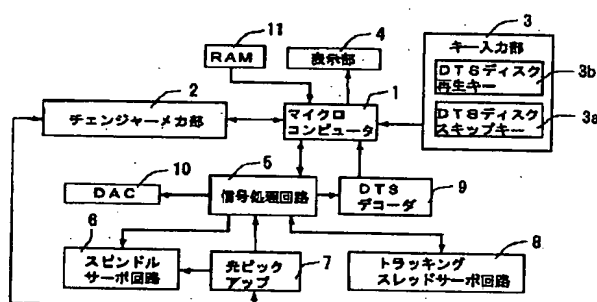 11
4
3
RAM
表示部
キー入力部
DTSディスク
再生キー
3b
2
1
チェンジャーメカ部
マイクロ
コンピュータ
DTSディスク
スキップキー
3a
10
5
DAC
信号処理回路
DTS
デコーダ
9
6
スピンドル
サーボ回路
光ピック
アップ
7
トラッキング
スレッドサーボ回路
8